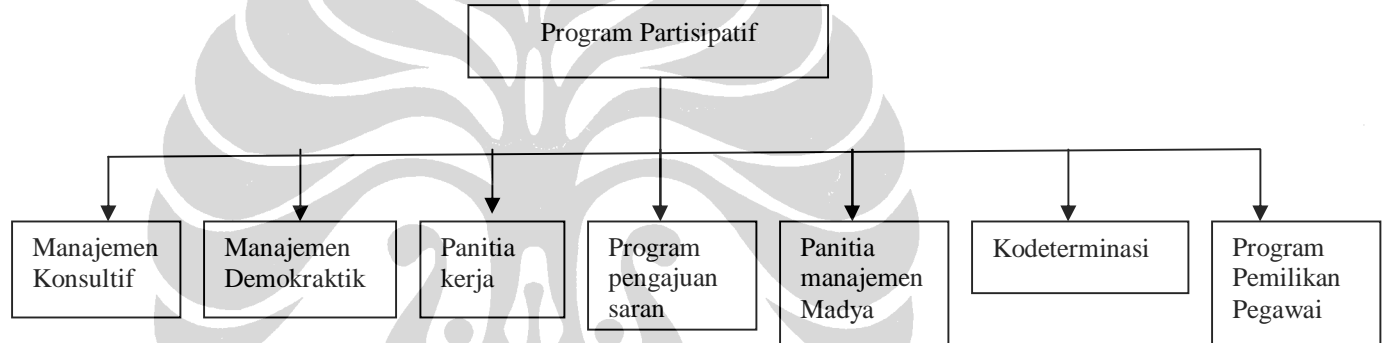 Program Partisipatif
Manajemen
Konsultif
Manajemen
Demokraktik
Panitia
kerja
Program
pengajuan
saran
Panitia
manajemen
Madya
Kodeterminasi
Program
Pemilikan
Pegawai